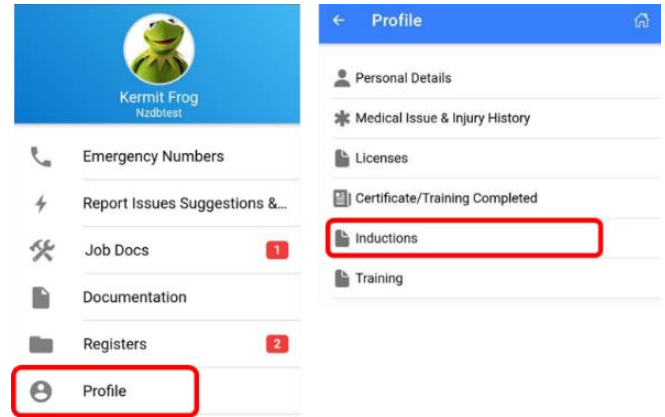 Kermit Frog
Nzdbtest
Emergency Numbers
Report Issues Suggestions &...
Job Docs
1
Documentation
Registers
2
Profile
Profile
Personal Details
Medical Issue & Injury History
Licenses
Certificate/Training Completed
Inductions
Training